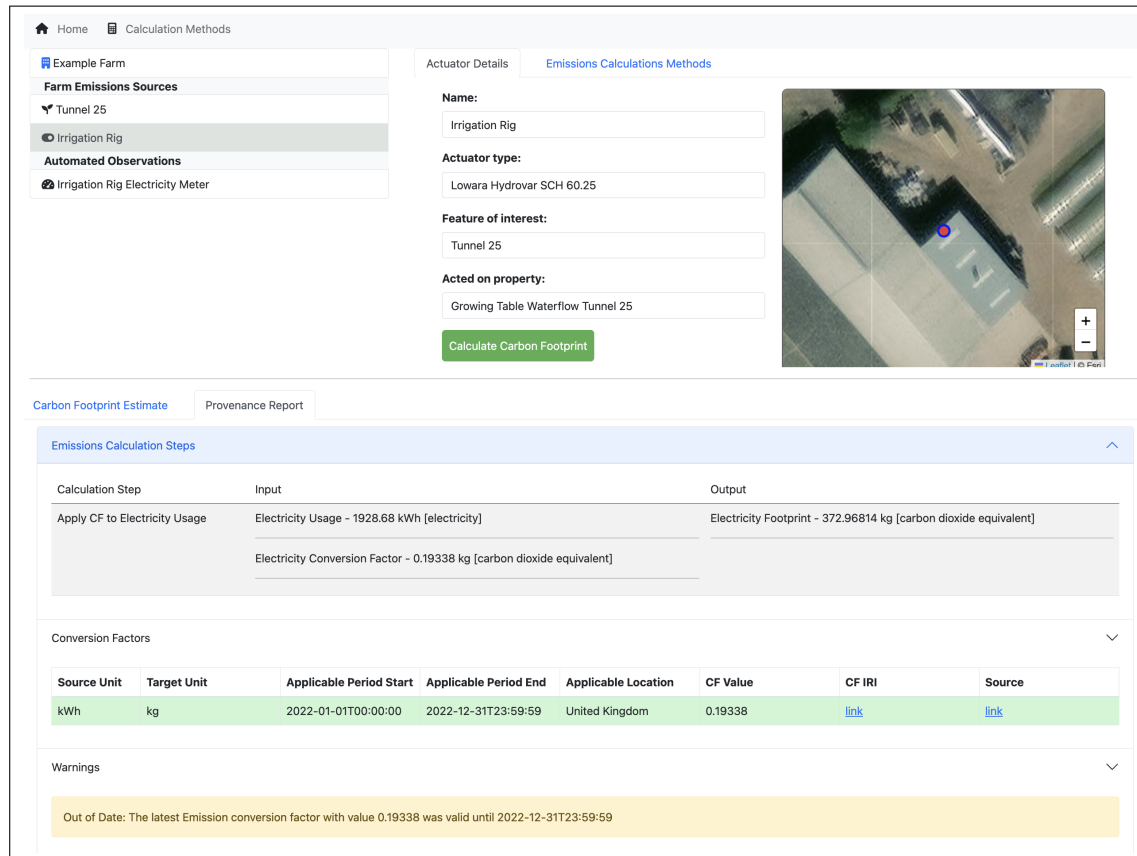 Home Calculation Methods
Example Farm
Farm Emissions Sources
Tunnel 25
Irrigation Rig
Automated Observations
Irrigation Rig Electricity Meter
Actuator Details Emissions Calculations Methods
Name:
Irrigation Rig
Actuator type:
Lowara Hydrovar SCH 60.25
Feature of interest:
Tunnel 25
Acted on property:
Growing Table Waterflow Tunnel 25
Calculate Carbon Footprint
+
−
Leaflet | © Esri
Carbon Footprint Estimate Provenance Report
Emissions Calculation Steps
Calculation Step Input Output
Apply CF to Electricity Usage Electricity Usage - 1928.68 kWh [electricity] Electricity Footprint - 372.96814 kg [carbon dioxide equivalent]
Electricity Conversion Factor - 0.19338 kg [carbon dioxide equivalent]
Conversion Factors
Source Unit Target Unit Applicable Period Start Applicable Period End Applicable Location CF Value CF IRI Source
kWh kg 2022-01-01T00:00:00 2022-12-31T23:59:59 United Kingdom 0.19338 link link
Warnings
Out of Date: The latest Emission conversion factor with value 0.19338 was valid until 2022-12-31T23:59:59